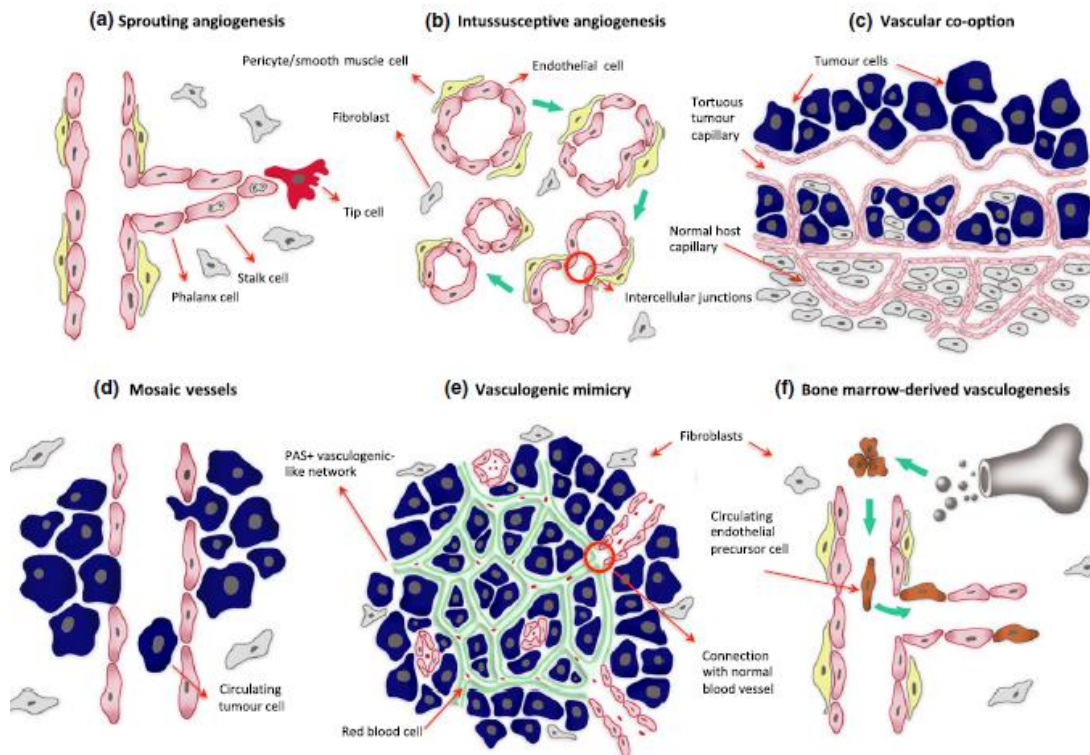 (a) Sprouting angiogenesis
Tip cell
Stalk cell
Phalanx cell
(b) Intussusceptive angiogenesis
Pericyte/smooth muscle cell
Endothelial cell
Fibroblast
Intercellular junctions
(c) Vascular co-option
Tumour cells
Tortuous
tumour
capillary
Normal host
capillary
(d) Mosaic vessels
Circulating
tumour cell
(e) Vasculogenic mimicry
PAS+ vasculogenic-
like network
Red blood cell
Connection
with normal
blood vessel
(f) Bone marrow-derived vasculogenesis
Fibroblasts
Circulating
endothelial
precursor cell